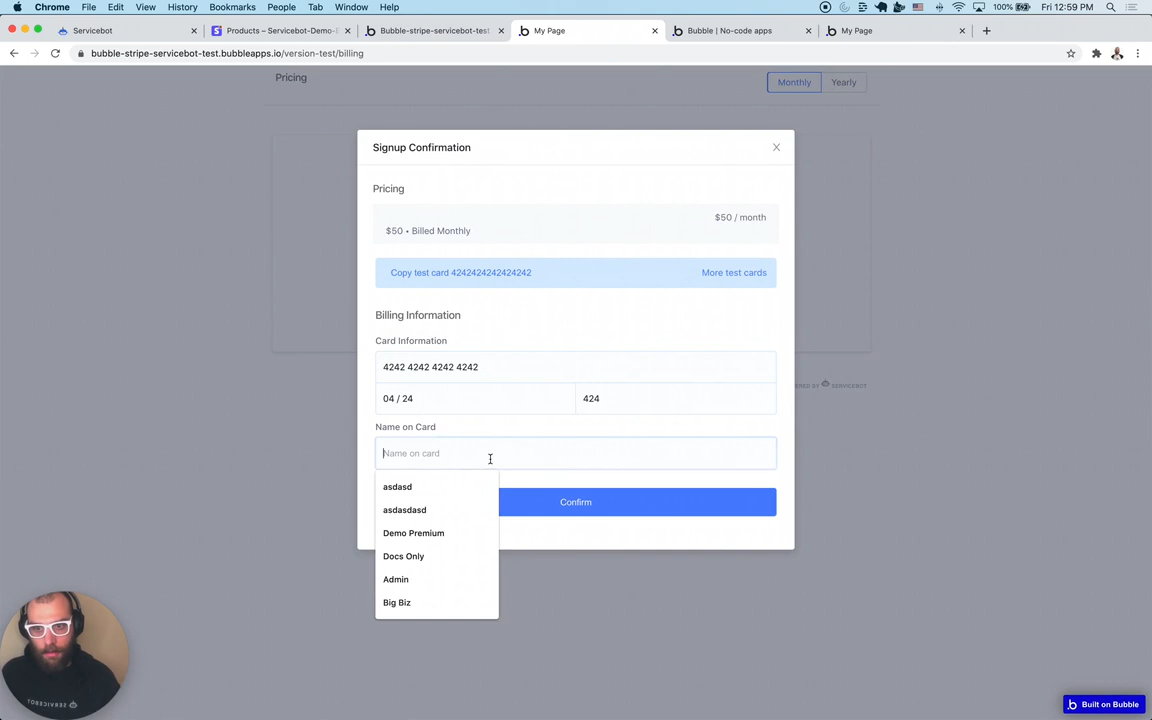 Chrome File Edit View History Bookmarks People Tab Window Help 100% Fri 12:59 PM
Servicebot Products – Servicebot-Demo- Bubble-stripe-servicebot-test My Page Bubble | No-code apps My Page
bubble-stripe-servicebot-test.bubbleapps.io/version-test/billing
Pricing Monthly Yearly
Signup Confirmation
Pricing
$50 / month
$50 • Billed Monthly
Copy test card 4242424242424242 More test cards
Billing Information
Card Information
4242 4242 4242 4242
04 / 24 424
ERED BY SERVICEBOT
Name on Card
Name on card
asdasd
Confirm
asdasdasd
Demo Premium
Docs Only
Admin
Big Biz
SERVICEBOT
Built on Bubble